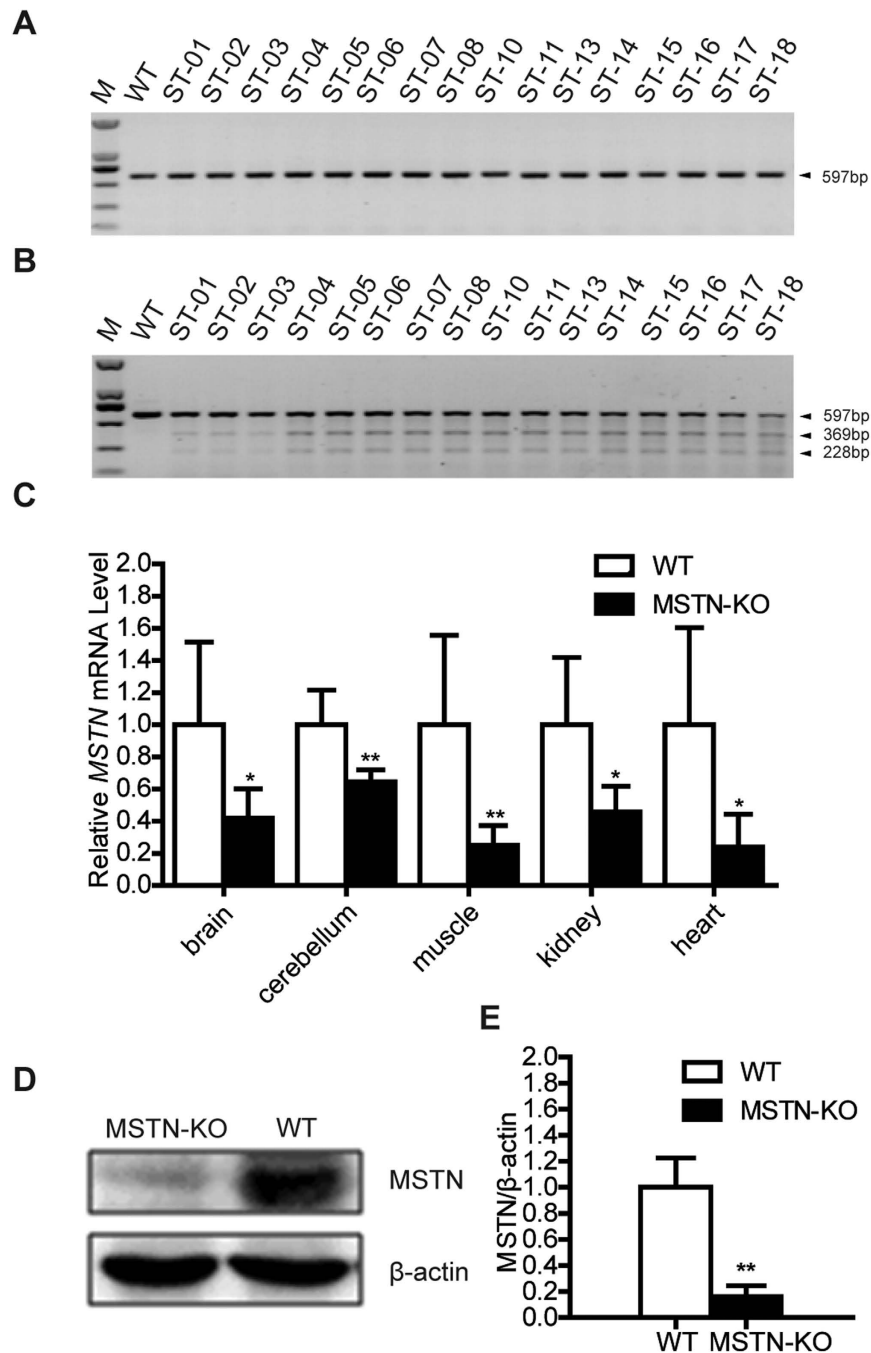 A
M WT ST-01 ST-02 ST-03 ST-04 ST-05 ST-06 ST-07 ST-08 ST-10 ST-11 ST-13 ST-14 ST-15 ST-16 ST-17 ST-18
597bp
B
M WT ST-01 ST-02 ST-03 ST-04 ST-05 ST-06 ST-07 ST-08 ST-10 ST-11 ST-13 ST-14 ST-15 ST-16 ST-17 ST-18
597bp
369bp
228bp
C
Relative MSTN mRNA Level
2.0
1.8
1.6
1.4
1.2
1.0
0.8
0.6
0.4
0.2
0.0
WT
MSTN-KO
* ** ** * *
brain cerebellum muscle kidney heart
D
MSTN-KO WT
MSTN
β-actin
E
MSTN/β-actin
2.0
1.8
1.6
1.4
1.2
1.0
0.8
0.6
0.4
0.2
0.0
WT
MSTN-KO
**
WT MSTN-KO